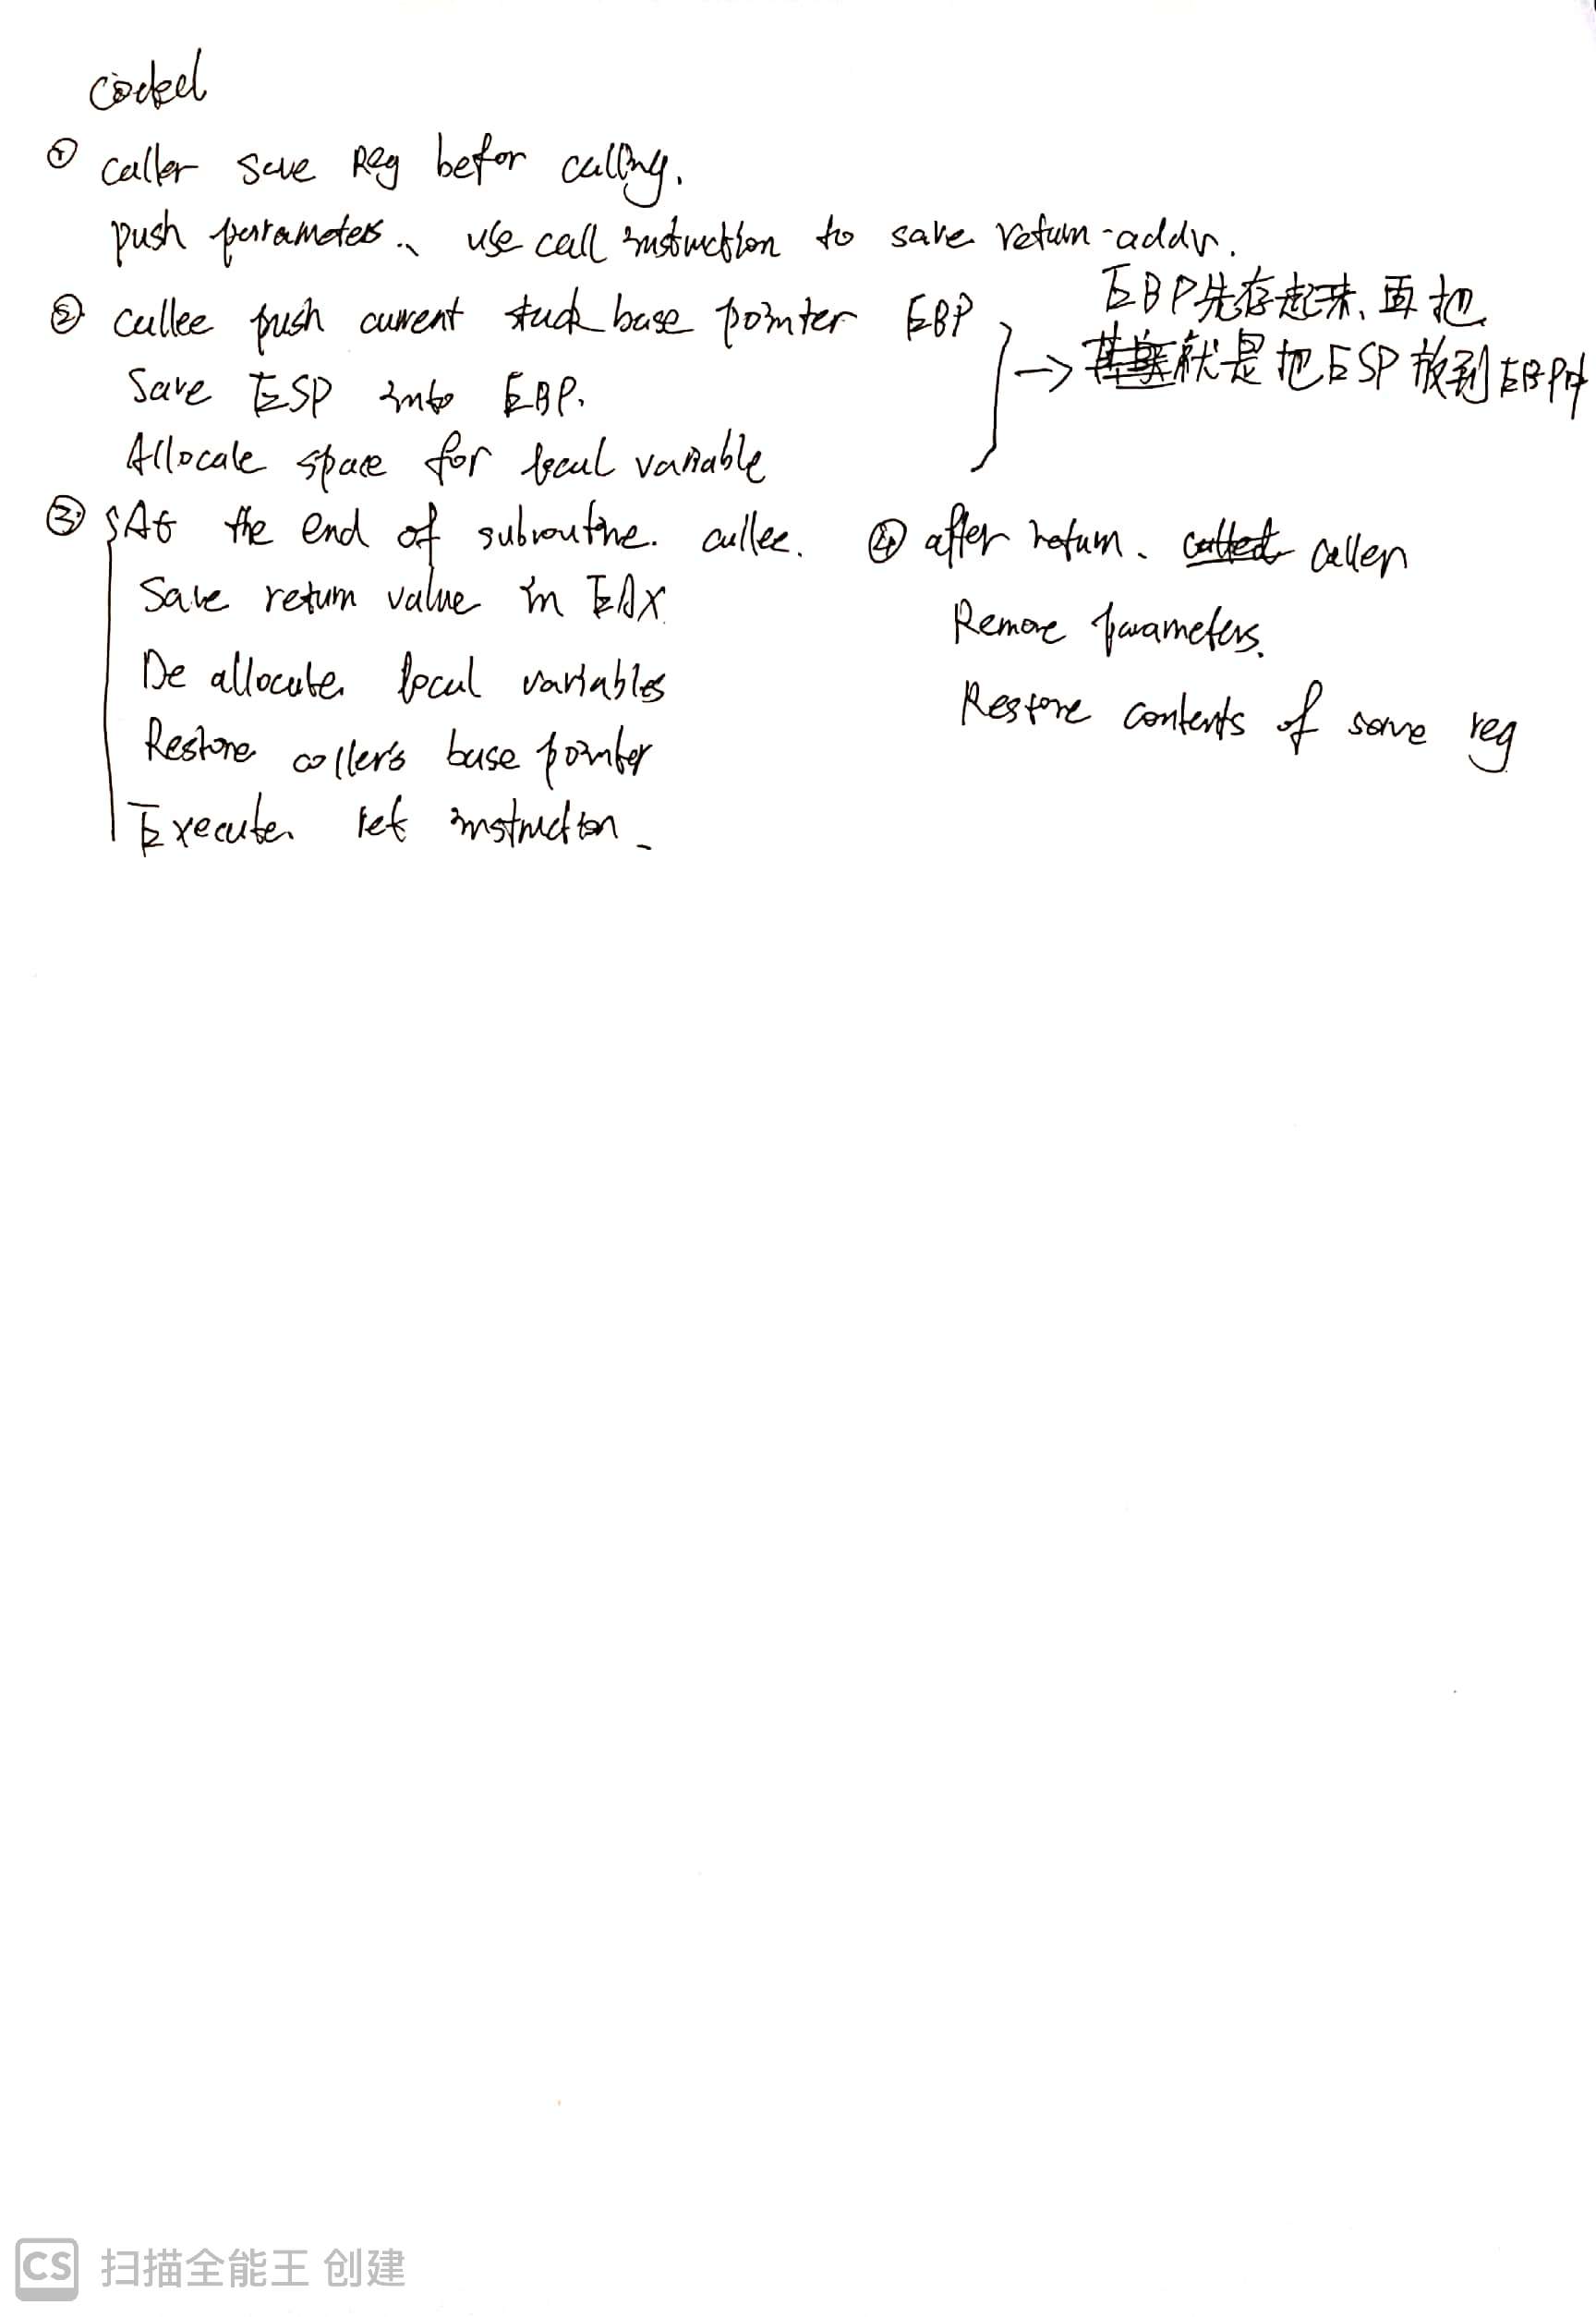 ① caller save Reg befor calling.
push parameters、 use call instruction to save return-addr.
② callee push current stack base pointer EBP
EBP先存起来、再把
Save ESP into EBP.
→ 就是把ESP放到EBP中
Allocate space for local variable
③ At the end of subroutine. callee.
Save return value in EAX
De allocate local variables
Restore caller's base pointer
Execute ret instruction
④ after return. called caller
Remove parameters.
Restore contents of some reg
CS 扫描全能王 创建